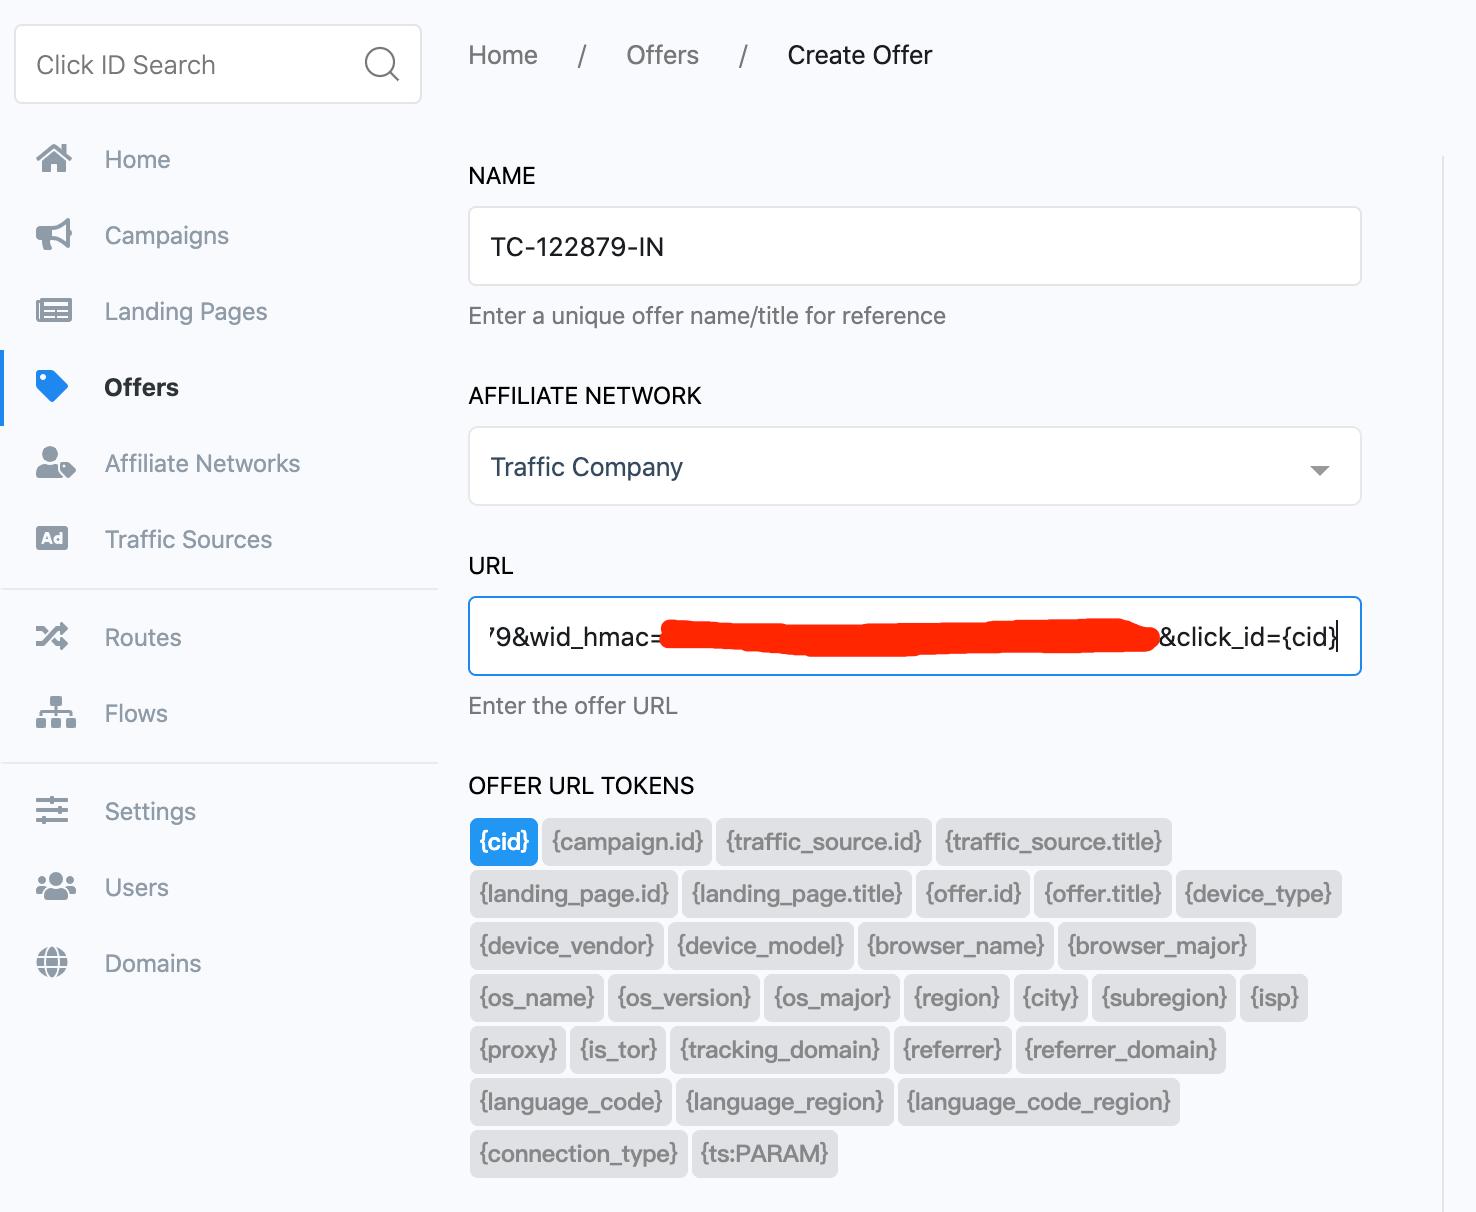 Click ID Search
Home / Offers / Create Offer
Home
Campaigns
Landing Pages
Offers
Affiliate Networks
Ad Traffic Sources
Routes
Flows
Settings
Users
Domains
NAME
TC-122879-IN
Enter a unique offer name/title for reference
AFFILIATE NETWORK
Traffic Company
URL
79&wid_hmac= &click_id={cid}
Enter the offer URL
OFFER URL TOKENS
{cid} {campaign.id} {traffic_source.id} {traffic_source.title}
{landing_page.id} {landing_page.title} {offer.id} {offer.title} {device_type}
{device_vendor} {device_model} {browser_name} {browser_major}
{os_name} {os_version} {os_major} {region} {city} {subregion} {isp}
{proxy} {is_tor} {tracking_domain} {referrer} {referrer_domain}
{language_code} {language_region} {language_code_region}
{connection_type} {ts:PARAM}